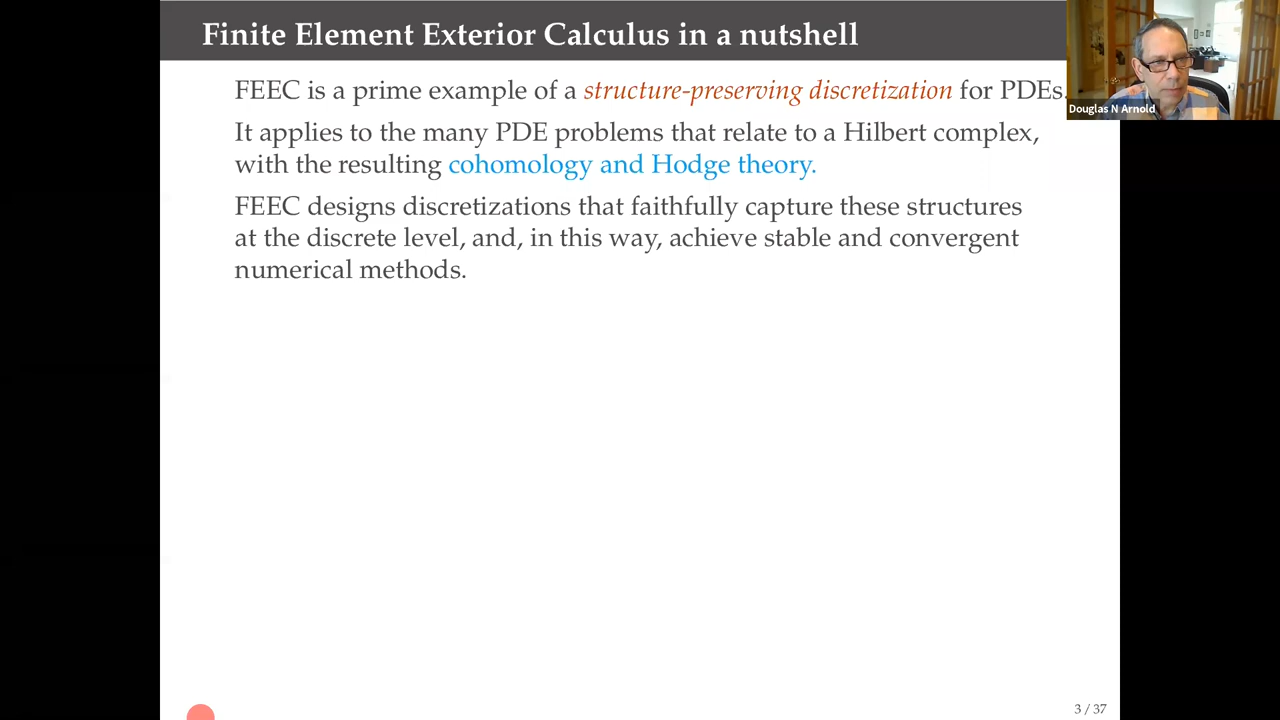 Finite Element Exterior Calculus in a nutshell
FEEC is a prime example of a structure-preserving discretization for PDEs.
Douglas N Arnold
It applies to the many PDE problems that relate to a Hilbert complex,
with the resulting cohomology and Hodge theory.
FEEC designs discretizations that faithfully capture these structures
at the discrete level, and, in this way, achieve stable and convergent
numerical methods.
3 / 37